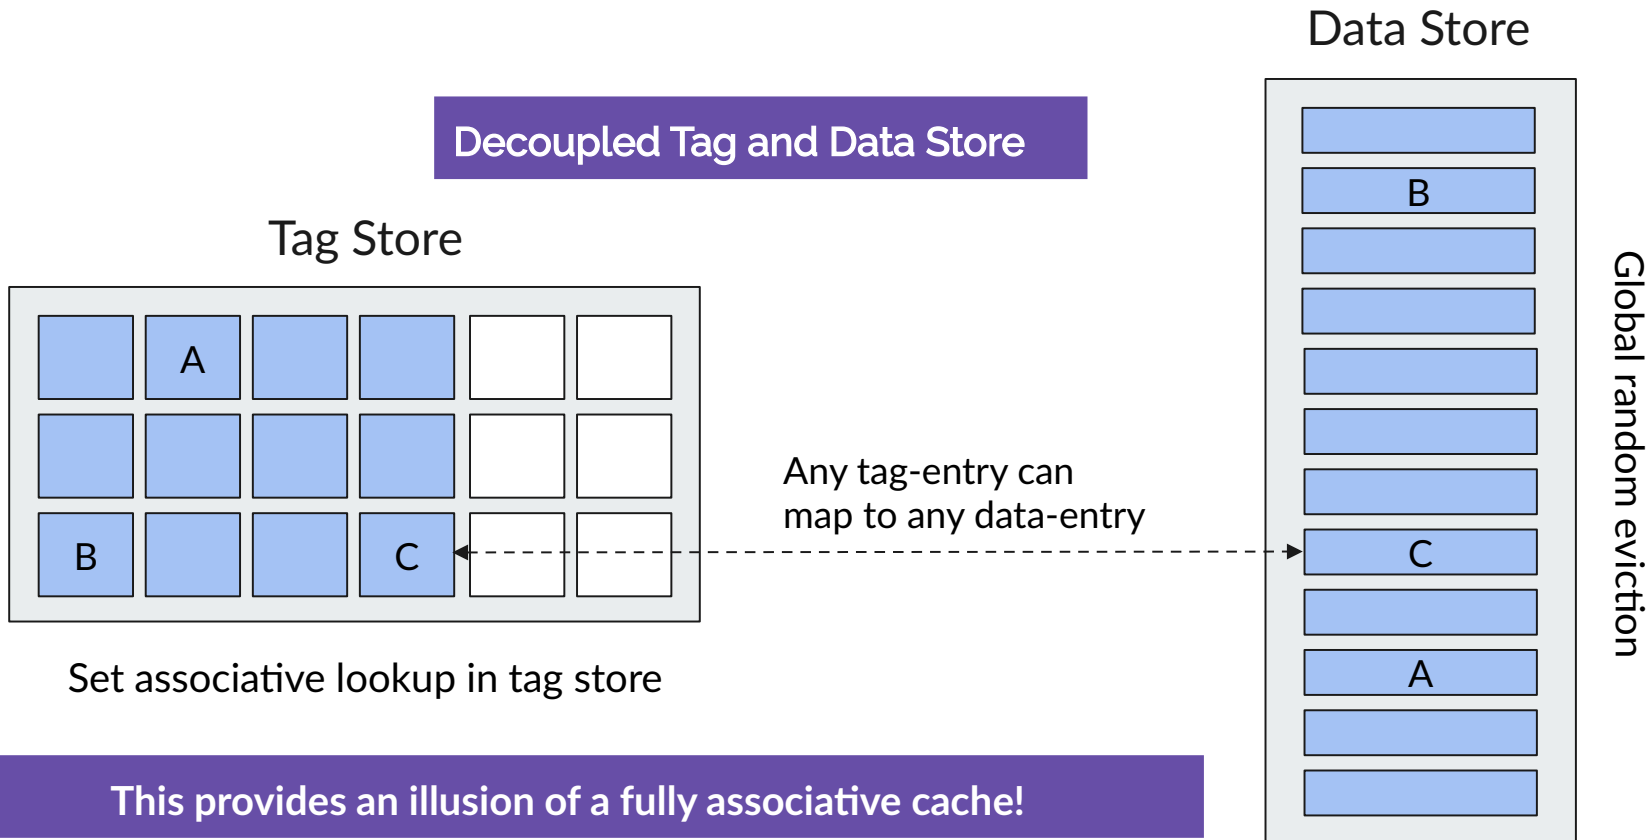 Data Store
Decoupled Tag and Data Store
B
Tag Store
A
Global random eviction
Any tag-entry can
map to any data-entry
B
C
C
A
Set associative lookup in tag store
This provides an illusion of a fully associative cache!